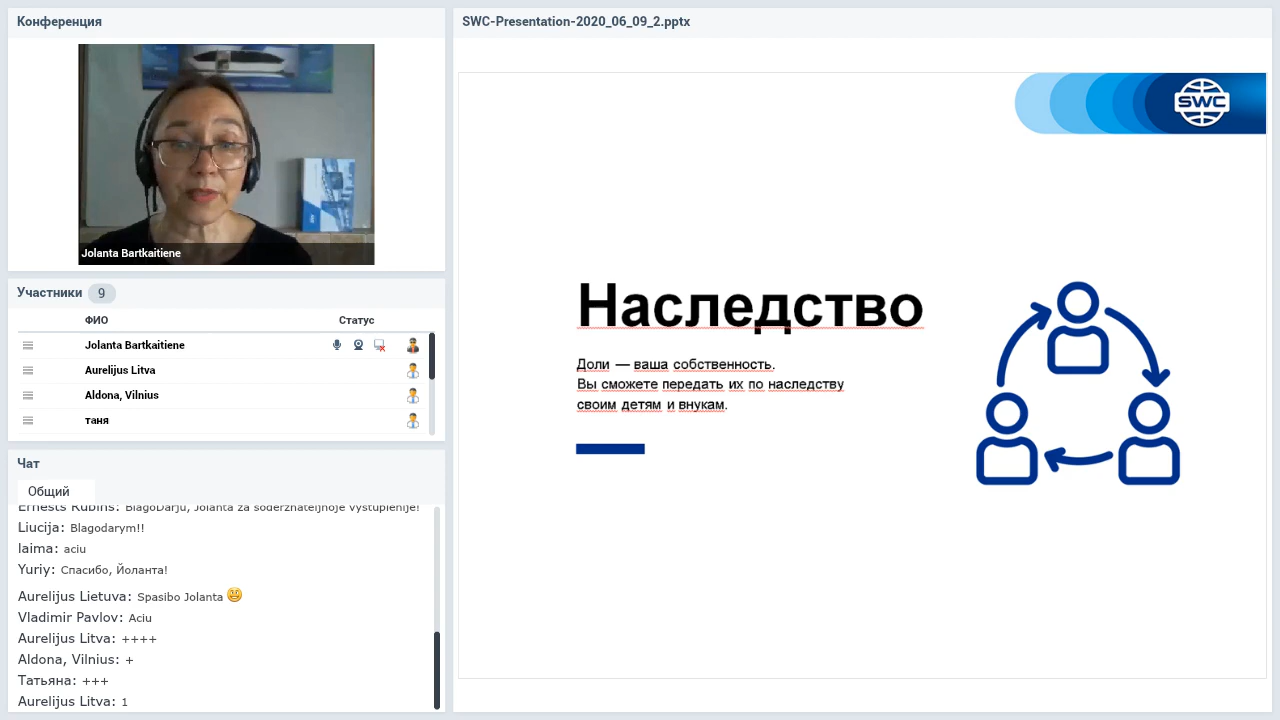 Конференция
Jolanta Bartkaitiene
Участники 9
ФИО Статус
Jolanta Bartkaitiene
Aurelijus Litva
Aldona, Vilnius
таня
Чат
Общий
Ernests Rubins: BlagoDarju, Jolanta za soderzhateljnoje vystuplenije!
Liucija: Blagodarym!!
laima: aciu
Yuriy: Спасибо, Йоланта!
Aurelijus Lietuva: Spasibo Jolanta
Vladimir Pavlov: Aciu
Aurelijus Litva: ++++
Aldona, Vilnius: +
Татьяна: +++
Aurelijus Litva: 1
SWC-Presentation-2020_06_09_2.pptx
SWC
Наследство
Доли — ваша собственность.
Вы сможете передать их по наследству
своим детям и внукам.